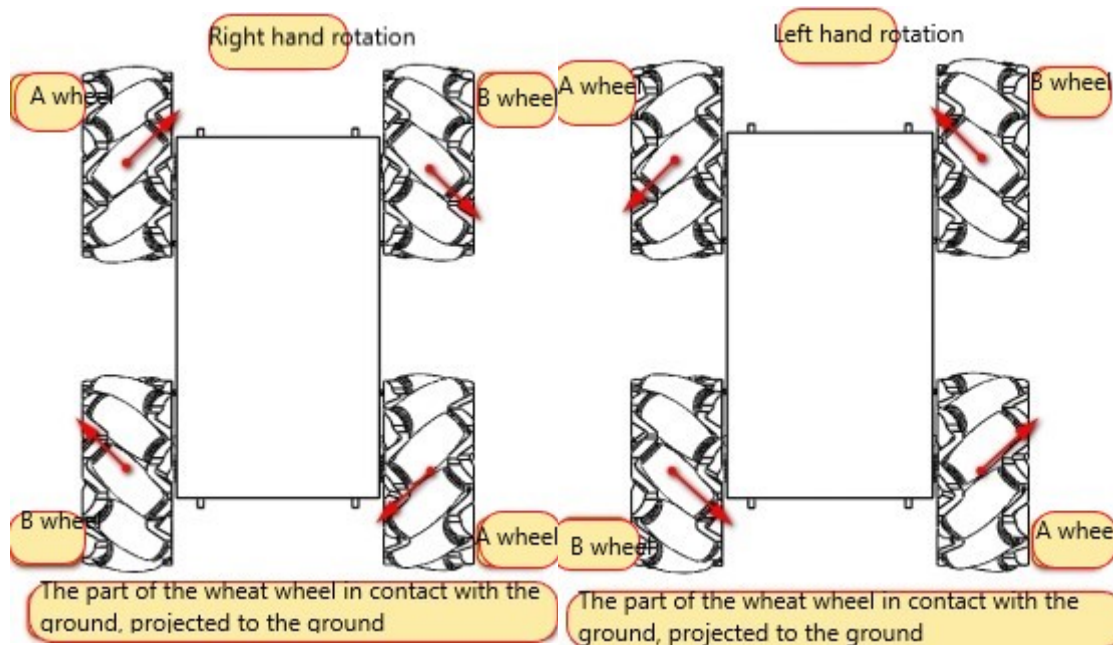 Right hand rotation
A wheel
B wheel
B wheel
A wheel
The part of the wheat wheel in contact with the
ground, projected to the ground
Left hand rotation
A wheel
B wheel
B wheel
A wheel
The part of the wheat wheel in contact with the
ground, projected to the ground